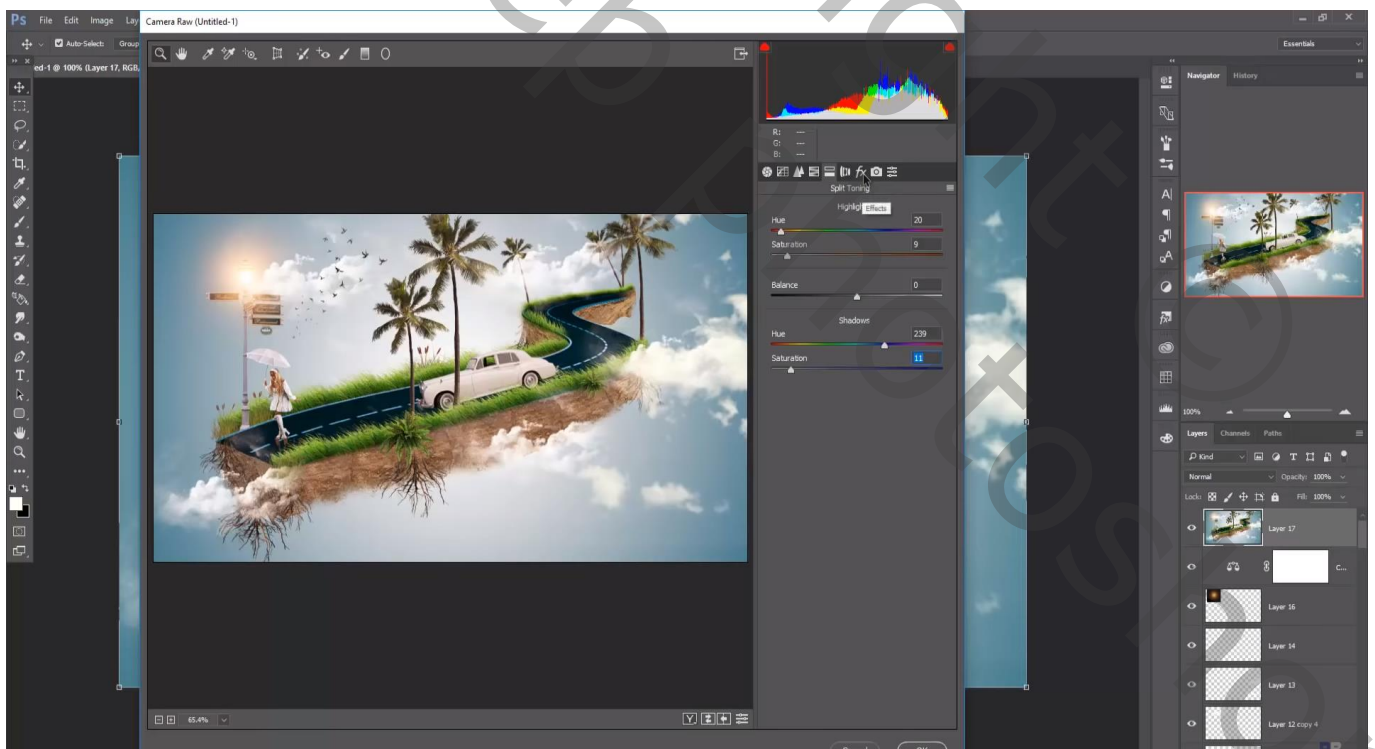 Ps File Edit Image Lay
Camera Raw (Untitled-1)
Auto-Select: Group
Essentials
ed-1 @ 100% (Layer 17, RGB,
Navigator History
R: ---
G: ---
B: ---
Split Toning
Highlig
Effects
Hue 20
Saturation 9
Balance 0
Shadows
Hue 239
Saturation 11
100%
Layers Channels Paths
Kind
Normal Opacity: 100%
Lock: Fill: 100%
Layer 17
C...
Layer 16
Layer 14
Layer 13
Layer 12 copy 4
65.4%